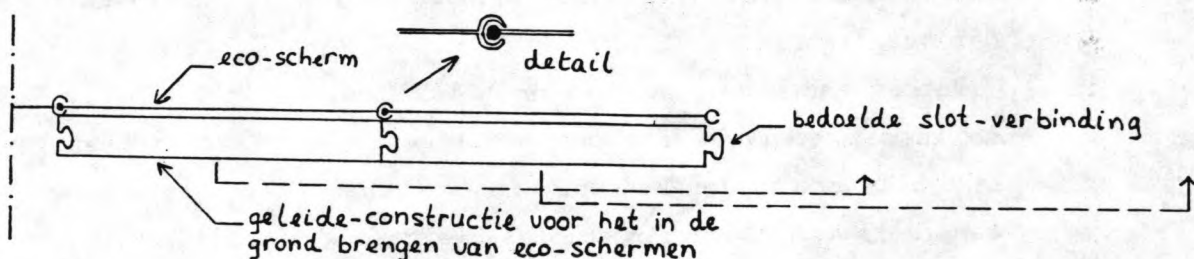 eco-scherm
detail
bedoelde slot-verbinding
geleide-constructie voor het in de
grond brengen van eco-schermen